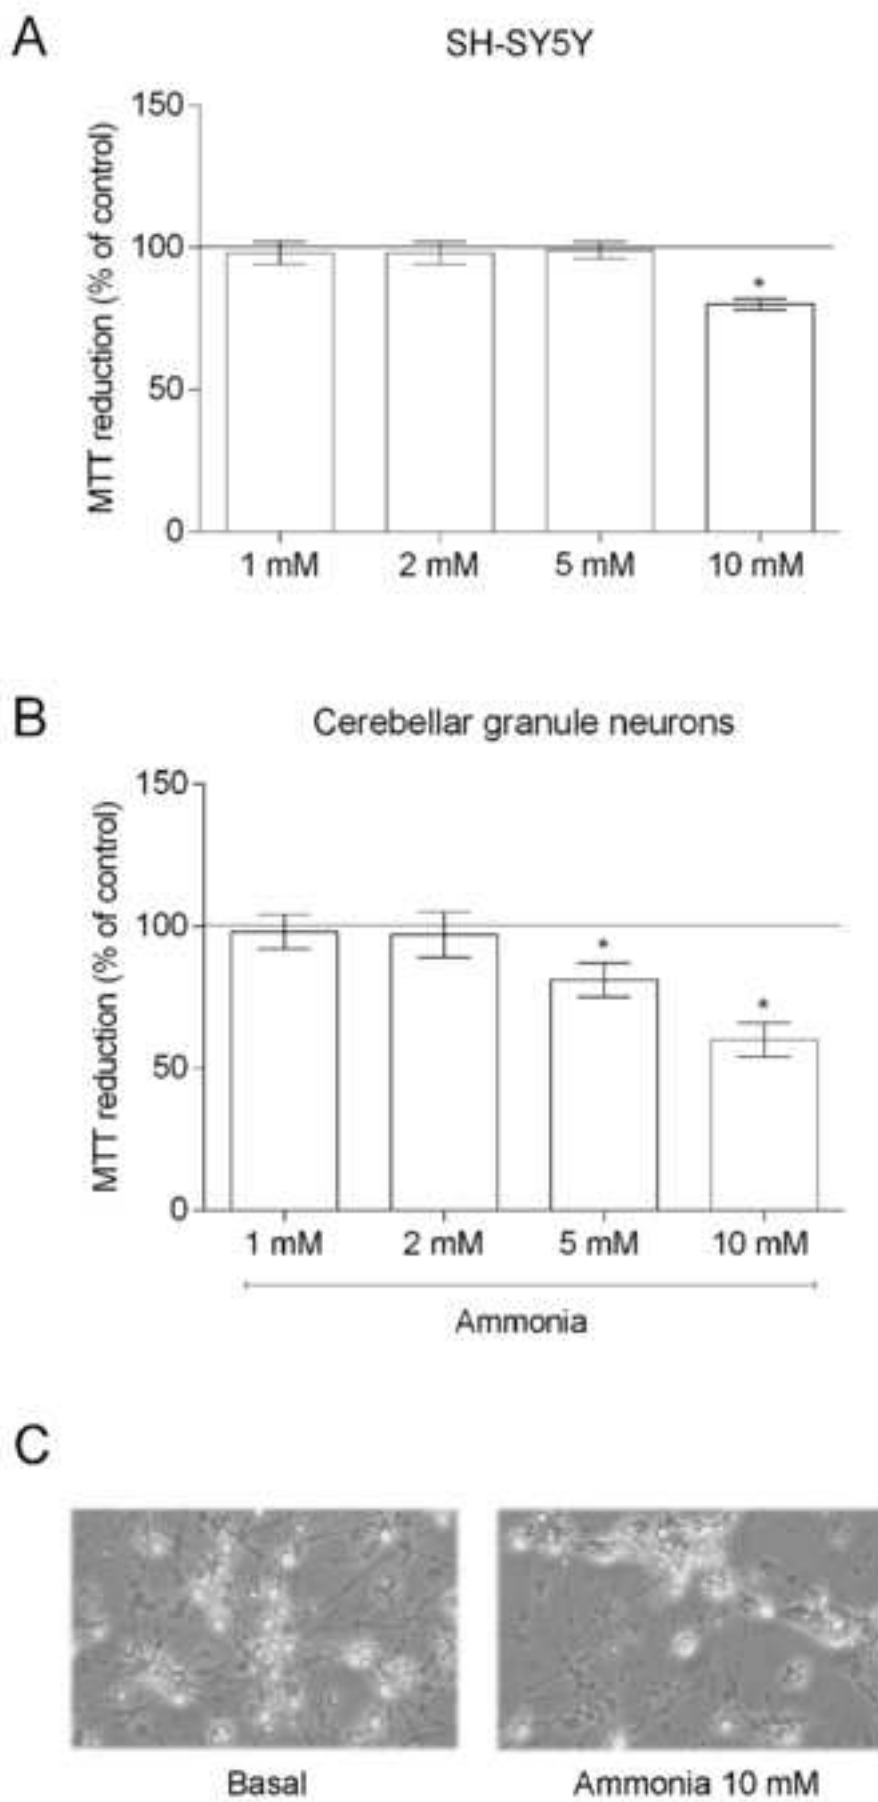 A
SH-SY5Y
MTT reduction (% of control)
150
100
50
0
*
1 mM 2 mM 5 mM 10 mM
B
Cerebellar granule neurons
MTT reduction (% of control)
150
100
50
0
*
*
1 mM 2 mM 5 mM 10 mM
Ammonia
C
Basal
Ammonia 10 mM